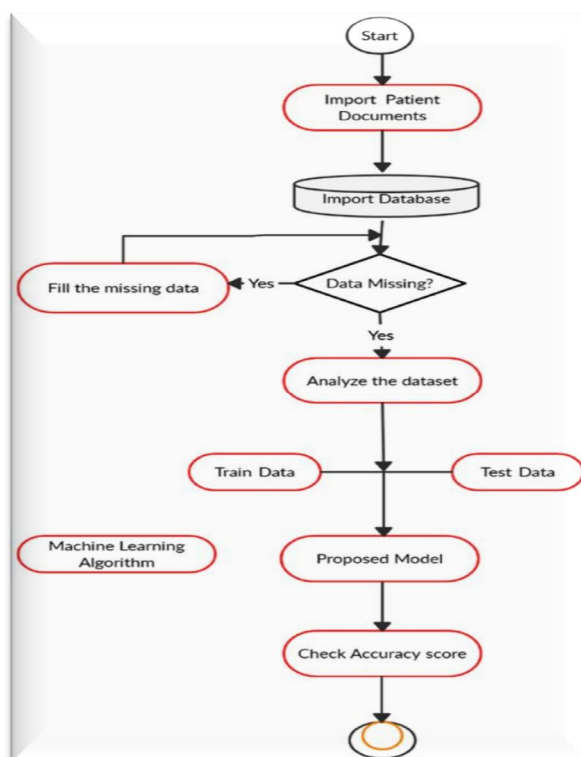 Start
Import Patient
Documents
Import Database
Fill the missing data
Yes
Data Missing?
Yes
Analyze the dataset
Train Data
Test Data
Machine Learning
Algorithm
Proposed Model
Check Accuracy score